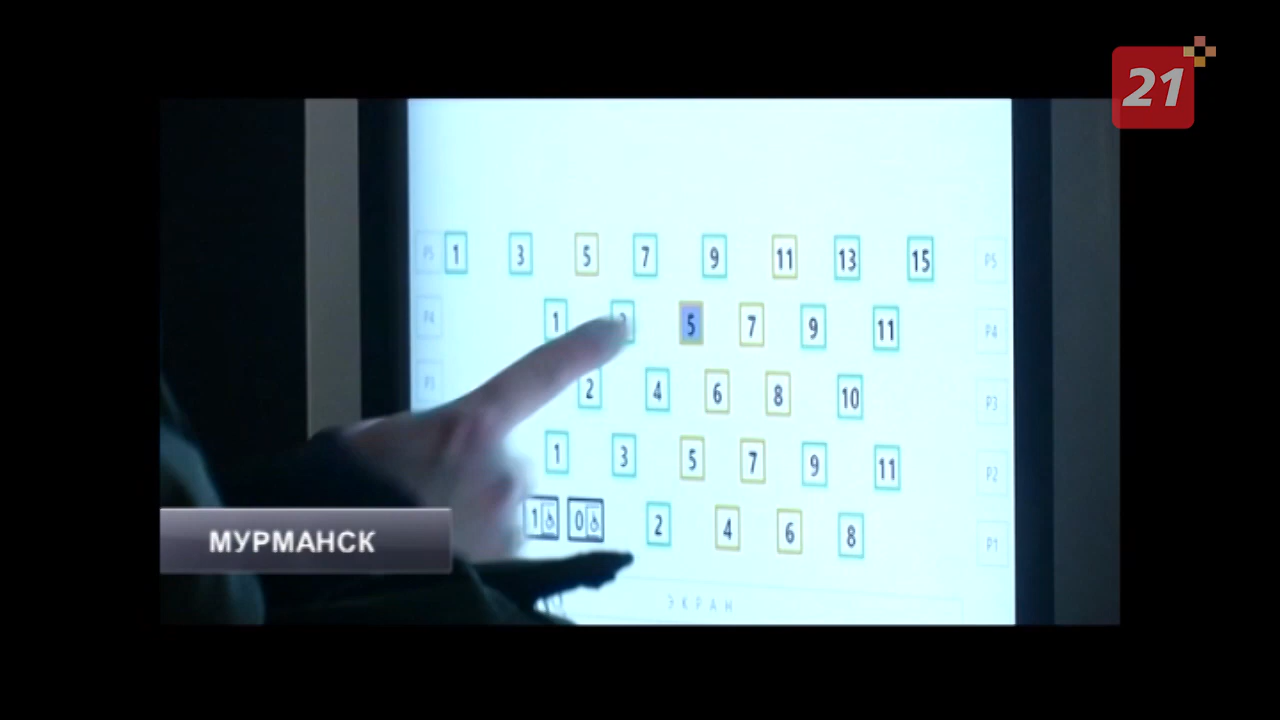 21
P5 1 3 5 7 9 11 13 15 P5
P4 1 3 5 7 9 11 P4
P3 2 4 6 8 10 P3
1 3 5 7 9 11 P2
1 0 2 4 6 8 P1
МУРМАНСК
ЭКРАН